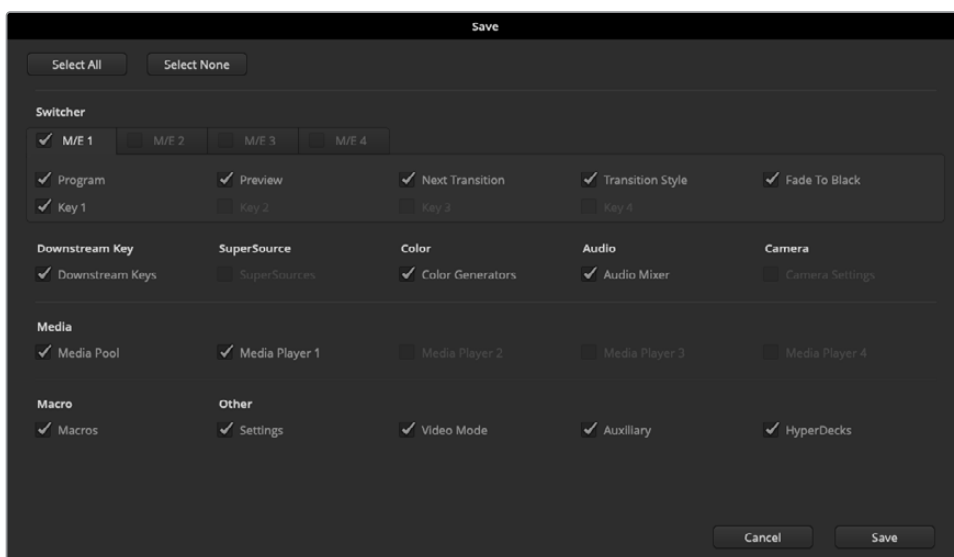 Save
Select All Select None
Switcher
M/E 1 M/E 2 M/E 3 M/E 4
Program Preview Next Transition Transition Style Fade To Black
Key 1 Key 2 Key 3 Key 4
Downstream Key SuperSource Color Audio Camera
Downstream Keys SuperSources Color Generators Audio Mixer Camera Settings
Media
Media Pool Media Player 1 Media Player 2 Media Player 3 Media Player 4
Macro Other
Macros Settings Video Mode Auxiliary HyperDecks
Cancel Save